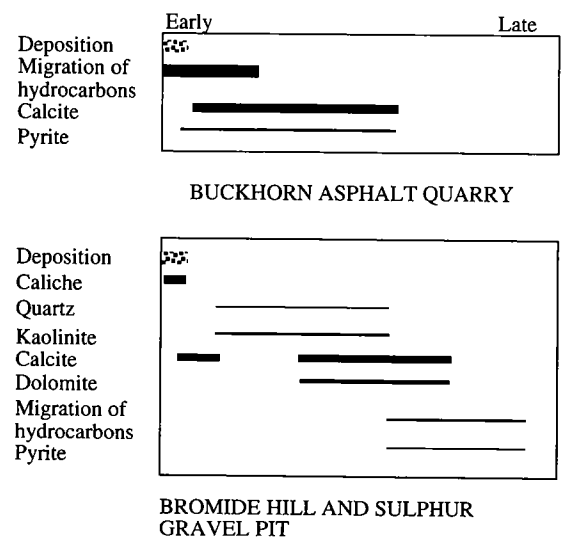 Early Late
Deposition
Migration of
hydrocarbons
Calcite
Pyrite
BUCKHORN ASPHALT QUARRY
Deposition
Caliche
Quartz
Kaolinite
Calcite
Dolomite
Migration of
hydrocarbons
Pyrite
BROMIDE HILL AND SULPHUR
GRAVEL PIT